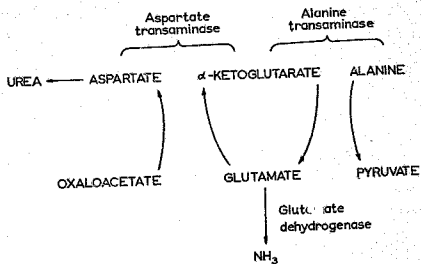 Aspartate
transaminase
Alanine
transaminase
UREA ASPARTATE α-KETOGLUTARATE ALANINE
OXALOACETATE GLUTAMATE PYRUVATE
dehydrogenase
NH3